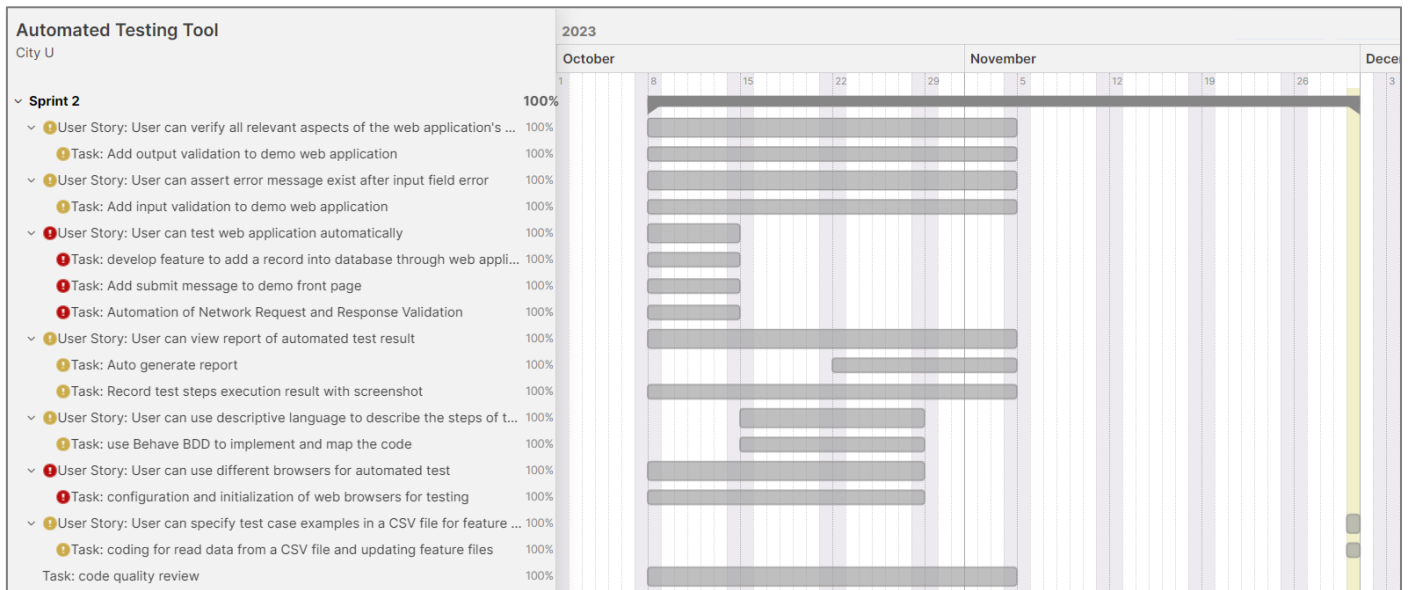 Automated Testing Tool
City U
2023
October November Dece
1 8 15 22 29 5 12 19 26 3
Sprint 2 100%
User Story: User can verify all relevant aspects of the web application's ... 100%
Task: Add output validation to demo web application 100%
User Story: User can assert error message exist after input field error 100%
Task: Add input validation to demo web application 100%
User Story: User can test web application automatically 100%
Task: develop feature to add a record into database through web appli... 100%
Task: Add submit message to demo front page 100%
Task: Automation of Network Request and Response Validation 100%
User Story: User can view report of automated test result 100%
Task: Auto generate report 100%
Task: Record test steps execution result with screenshot 100%
User Story: User can use descriptive language to describe the steps of t... 100%
Task: use Behave BDD to implement and map the code 100%
User Story: User can use different browsers for automated test 100%
Task: configuration and initialization of web browsers for testing 100%
User Story: User can specify test case examples in a CSV file for feature ... 100%
Task: coding for read data from a CSV file and updating feature files 100%
Task: code quality review 100%